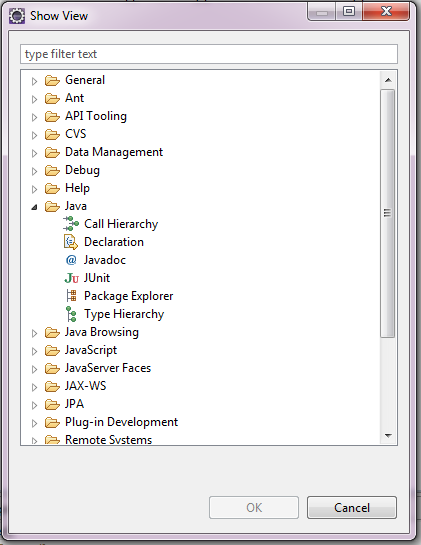 Show View
type filter text
General
Ant
API Tooling
CVS
Data Management
Debug
Help
Java
Call Hierarchy
Declaration
@ Javadoc
JU JUnit
Package Explorer
Type Hierarchy
Java Browsing
JavaScript
JavaServer Faces
JAX-WS
JPA
Plug-in Development
Remote Systems
OK Cancel